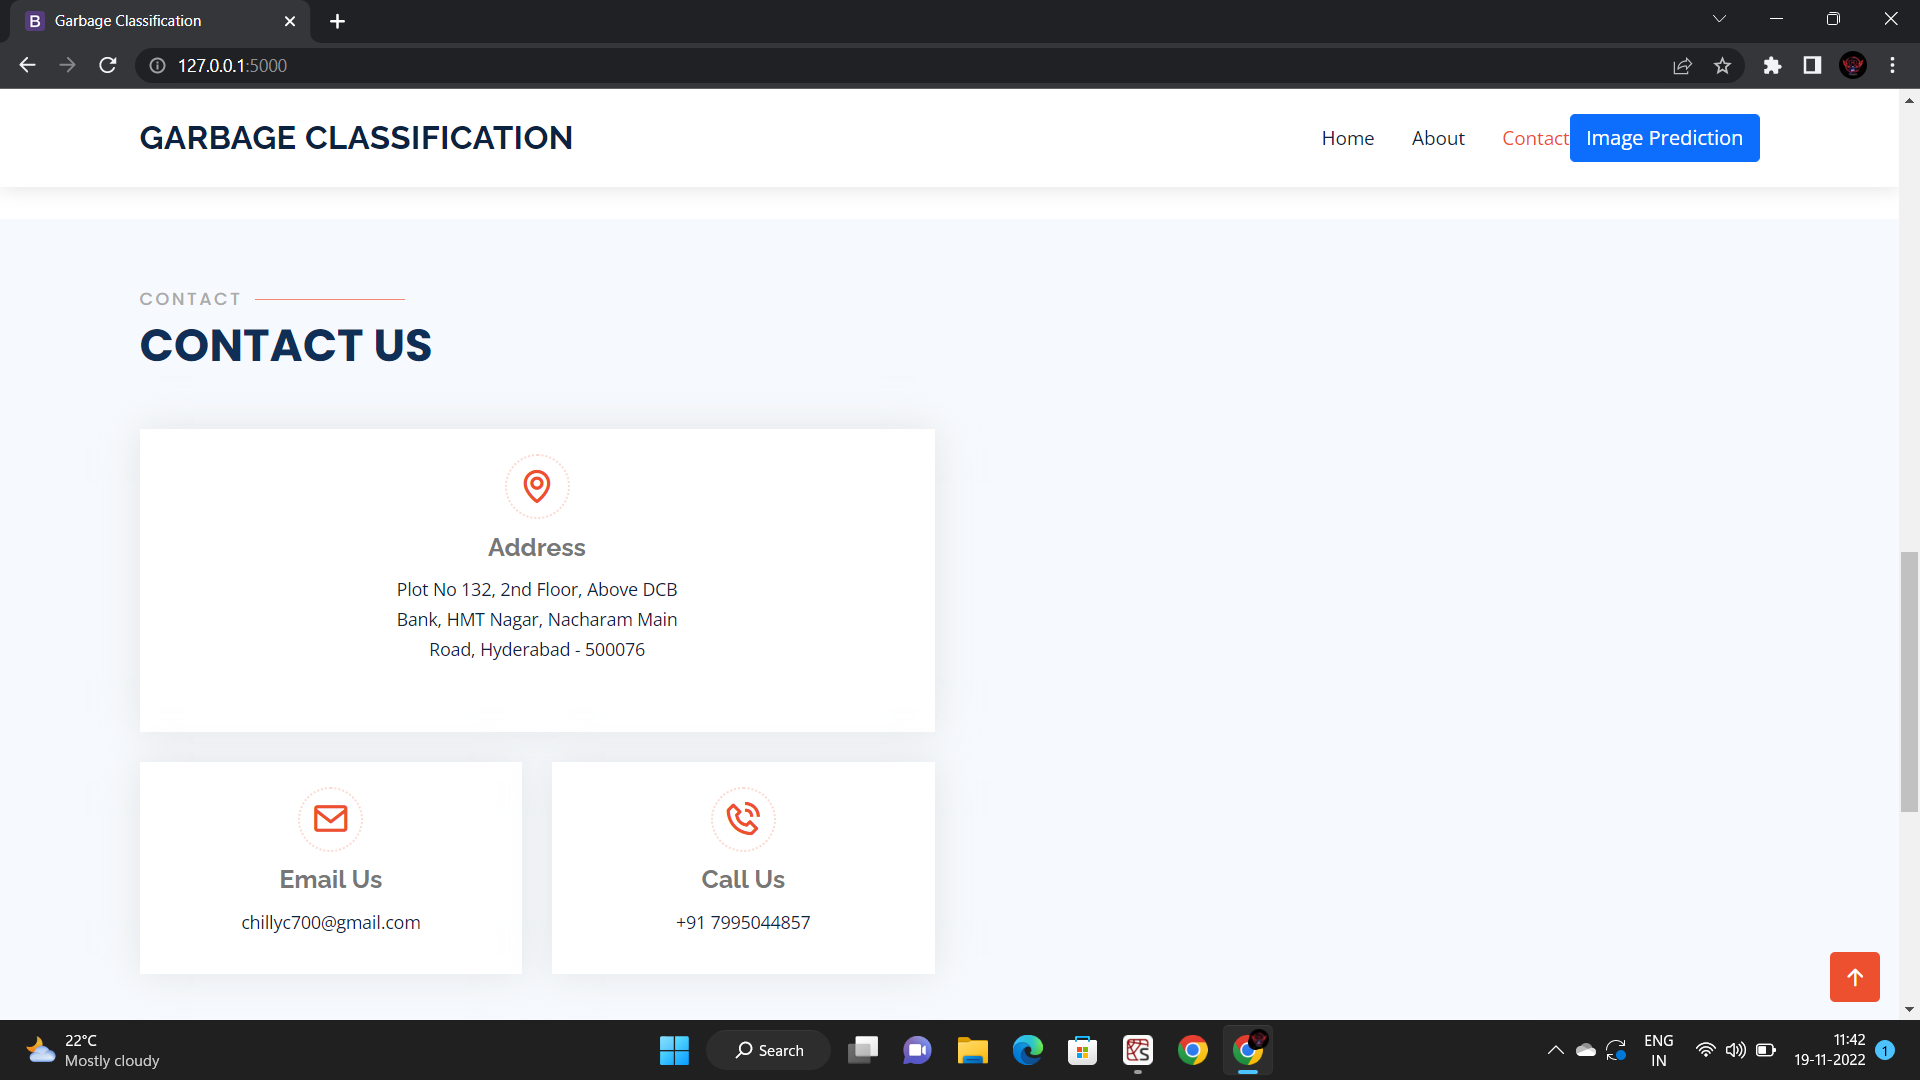 Garbage Classification
127.0.0.1:5000
GARBAGE CLASSIFICATION
Home
About
Contact
Image Prediction
CONTACT
CONTACT US
Address
Plot No 132, 2nd Floor, Above DCB
Bank, HMT Nagar, Nacharam Main
Road, Hyderabad - 500076
Email Us
chillyc700@gmail.com
Call Us
+91 7995044857
22°C
Mostly cloudy
Search
ENG
IN
11:42
19-11-2022
1